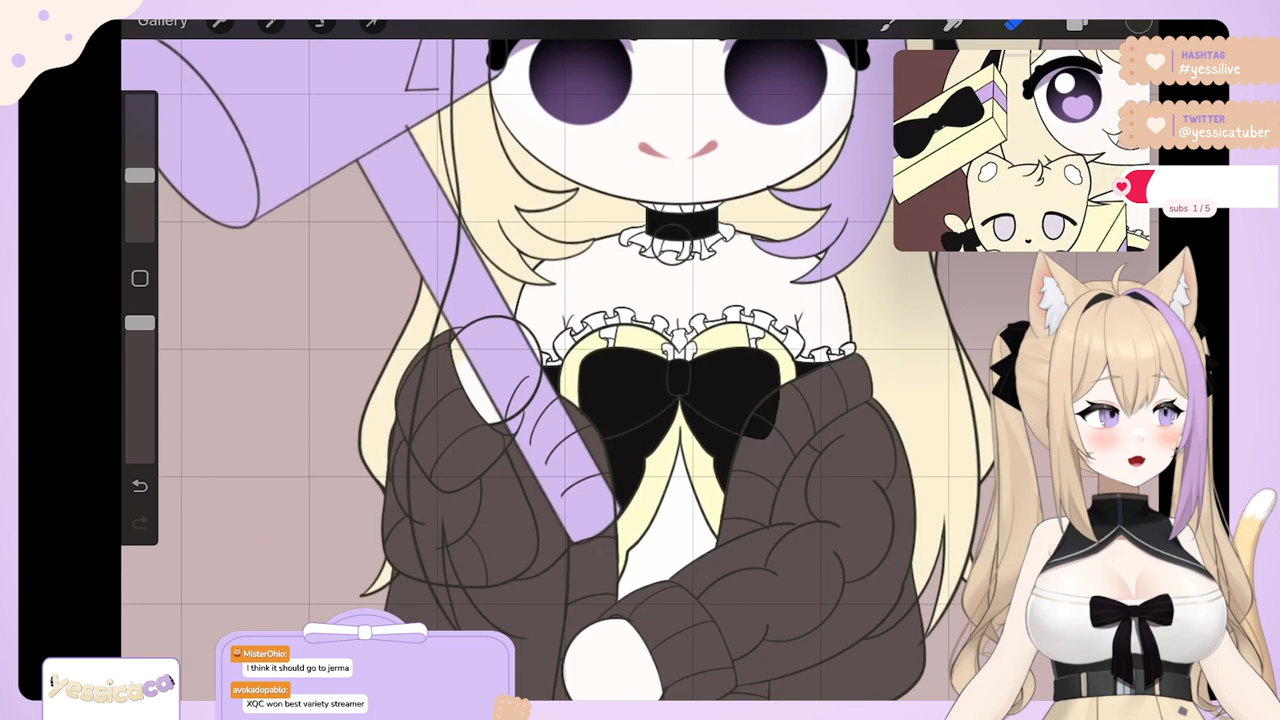 Gallery
HASHTAG
#yessilive
TWITTER
@yessicatuber
subs 1/5
MisterOhio:
I think it should go to jerma
avokadopablo:
XQC won best variety streamer
yessicaca